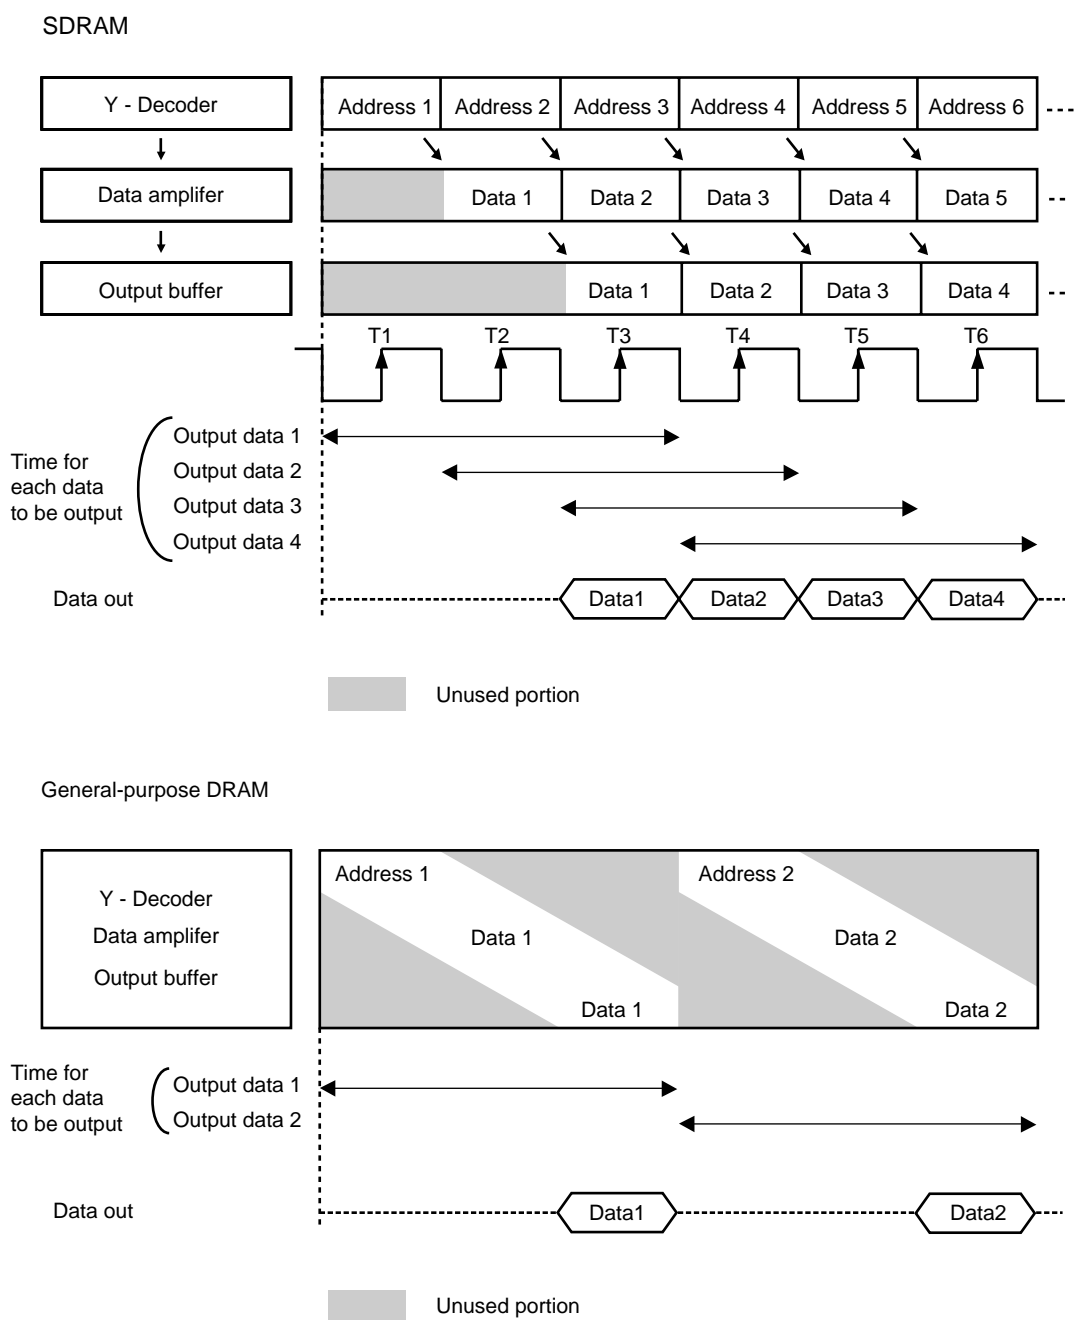 SDRAM
Y - Decoder
Address 1 Address 2 Address 3 Address 4 Address 5 Address 6
Data amplifer
Data 1 Data 2 Data 3 Data 4 Data 5
Output buffer
Data 1 Data 2 Data 3 Data 4
T1 T2 T3 T4 T5 T6
Time for
each data
to be output
Output data 1
Output data 2
Output data 3
Output data 4
Data out
Data1 Data2 Data3 Data4
Unused portion
General-purpose DRAM
Y - Decoder
Data amplifer
Output buffer
Address 1 Address 2
Data 1 Data 2
Data 1 Data 2
Time for
each data
to be output
Output data 1
Output data 2
Data out
Data1 Data2
Unused portion